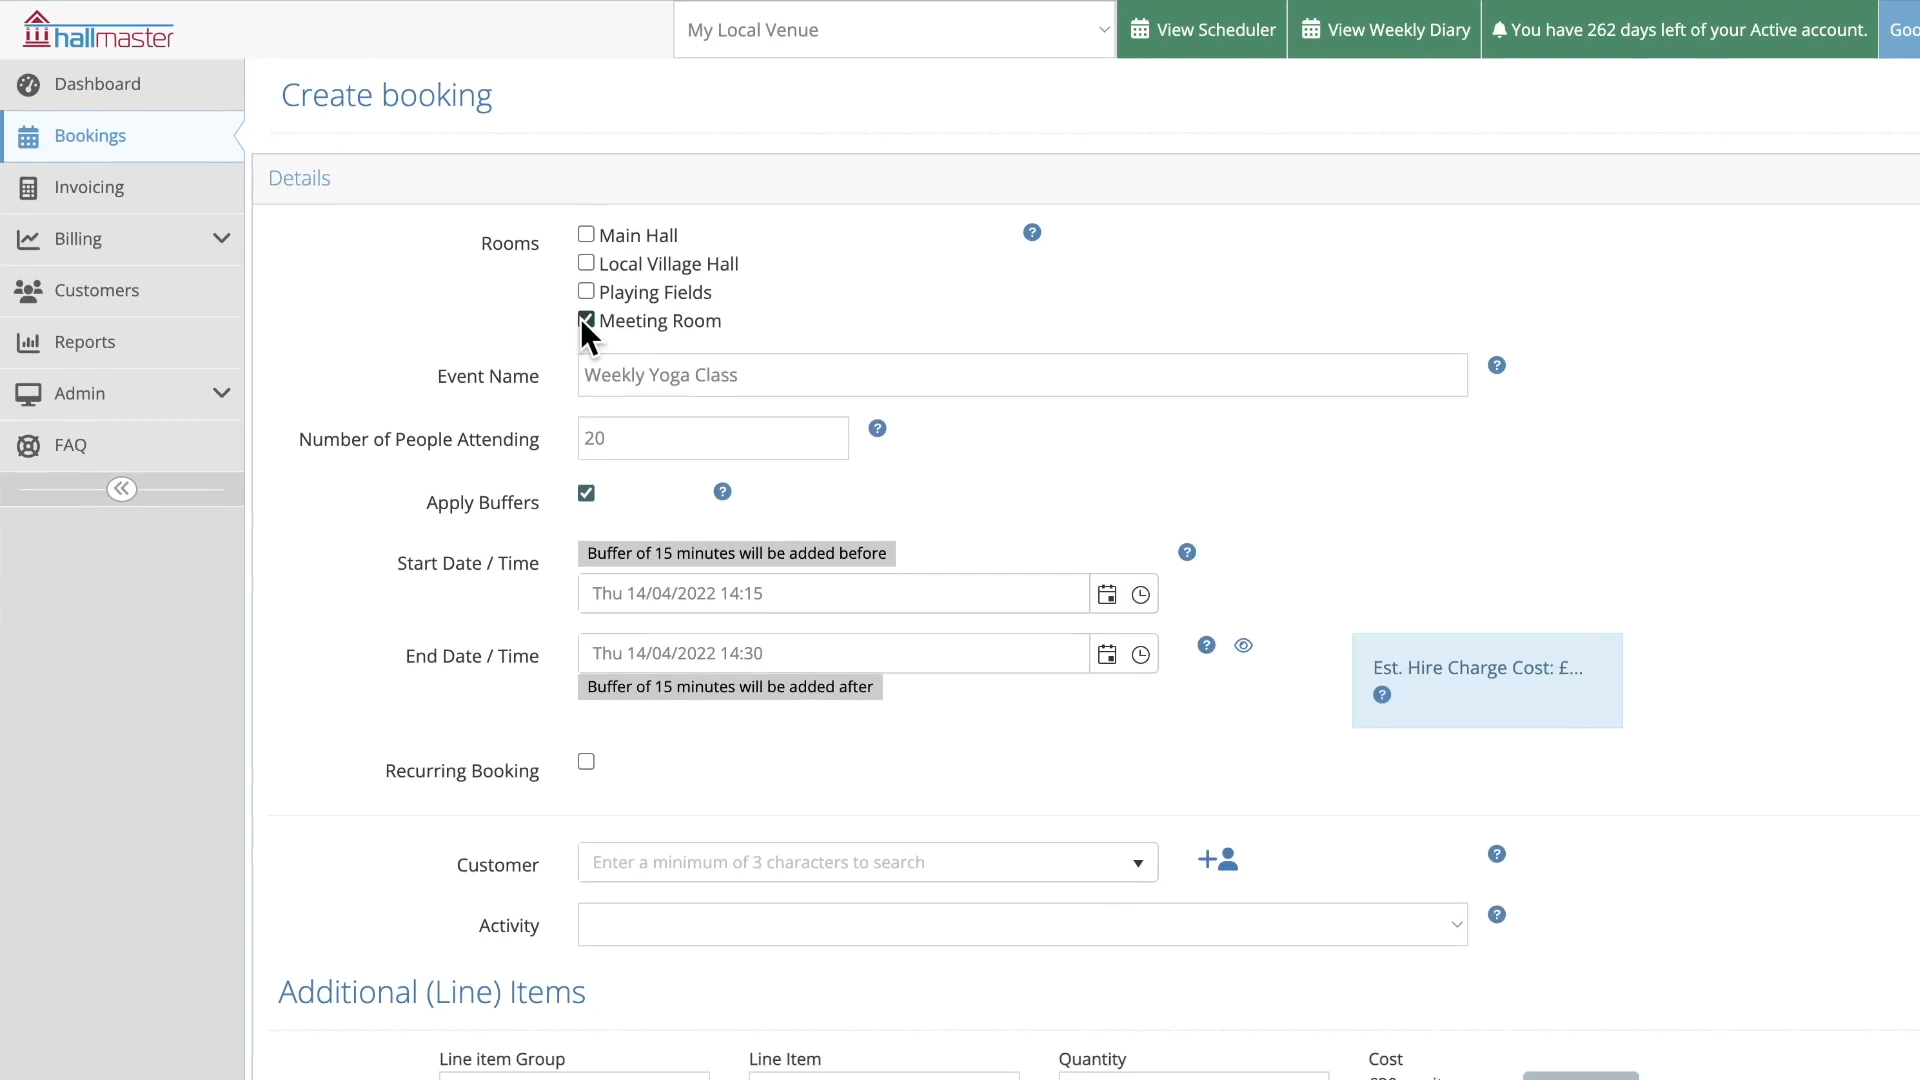 hallmaster
My Local Venue
View Scheduler
View Weekly Diary
You have 262 days left of your Active account.
Dashboard
Bookings
Invoicing
Billing
Customers
Reports
Admin
FAQ
Create booking
Details
Rooms
Main Hall
Local Village Hall
Playing Fields
Meeting Room
Event Name
Weekly Yoga Class
Number of People Attending
20
Apply Buffers
Start Date / Time
Buffer of 15 minutes will be added before
Thu 14/04/2022 14:15
End Date / Time
Thu 14/04/2022 14:30
Buffer of 15 minutes will be added after
Est. Hire Charge Cost: £...
Recurring Booking
Customer
Enter a minimum of 3 characters to search
Activity
Additional (Line) Items
Line item Group
Line Item
Quantity
Cost